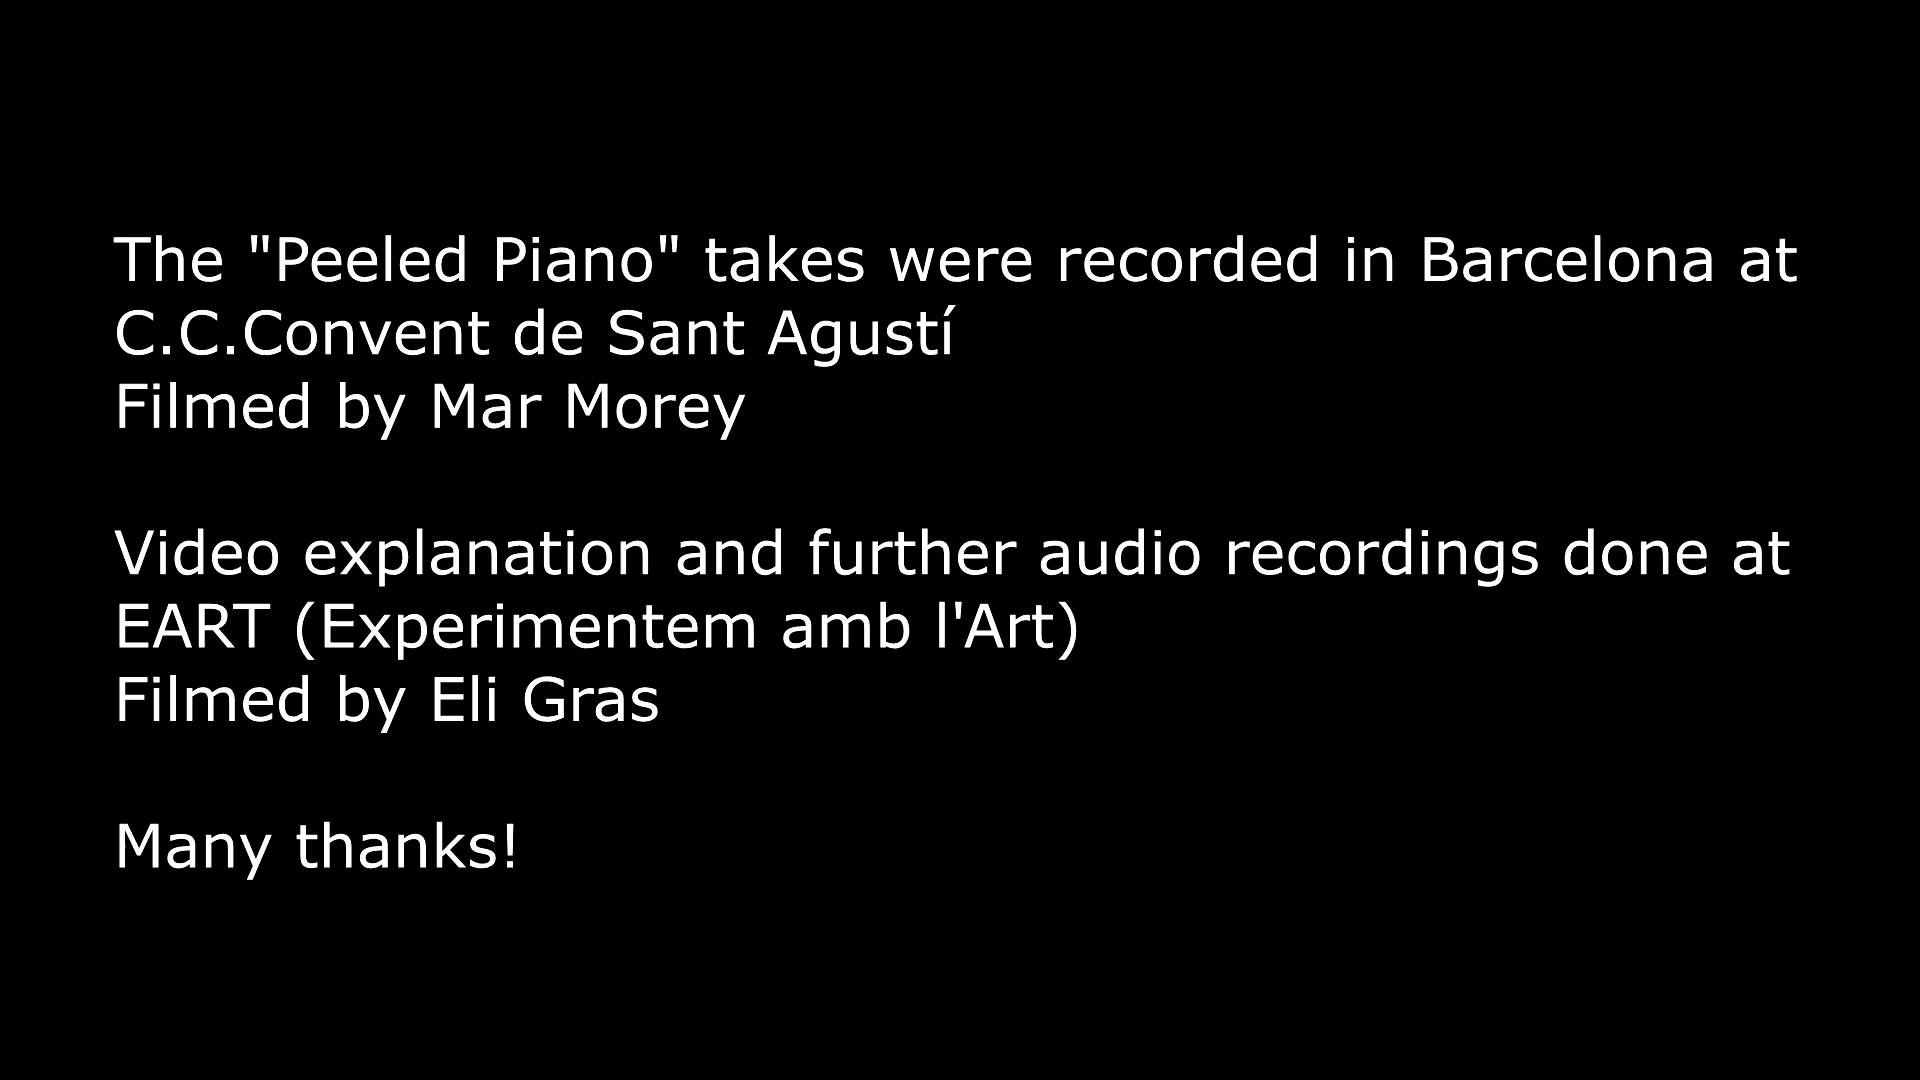 The "Peeled Piano" takes were recorded in Barcelona at
C.C.Convent de Sant Agustí
Filmed by Mar Morey
Video explanation and further audio recordings done at
EART (Experimentem amb l'Art)
Filmed by Eli Gras
Many thanks!